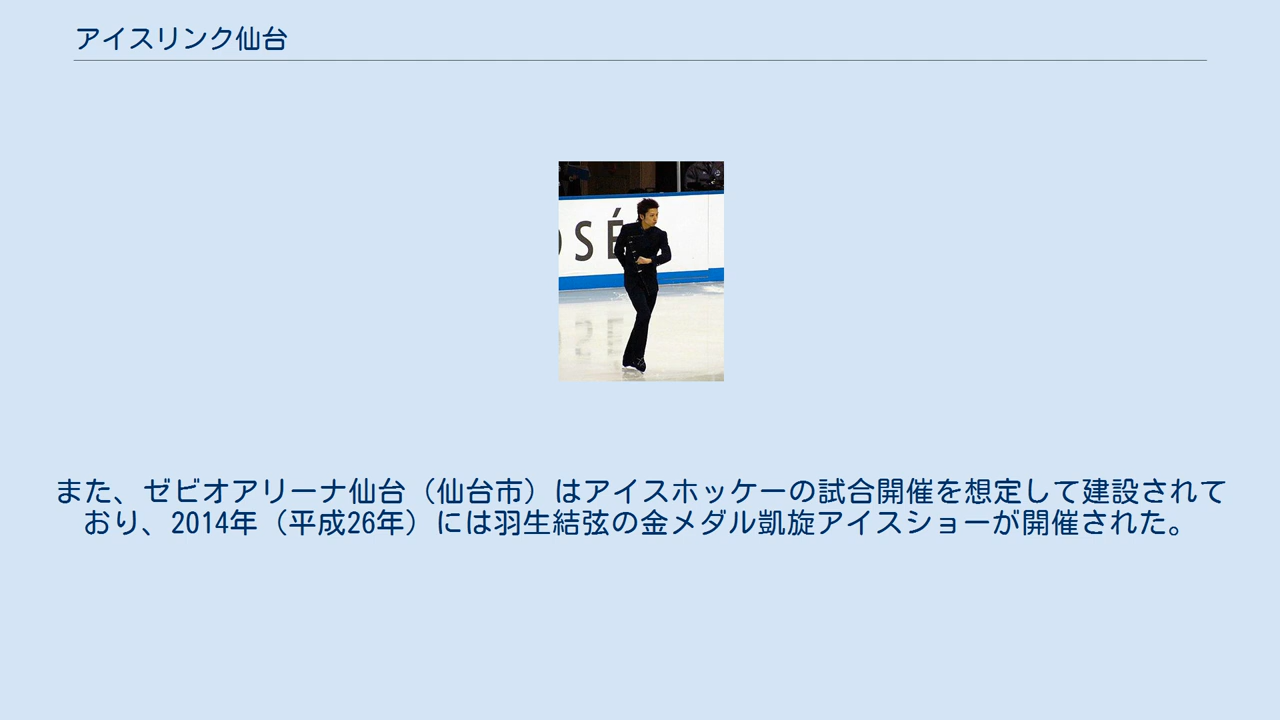 アイスリンク仙台
OSÉ
また、ゼビオアリーナ仙台（仙台市）はアイスホッケーの試合開催を想定して建設されて
おり、2014年（平成26年）には羽生結弦の金メダル凱旋アイスショーが開催された。